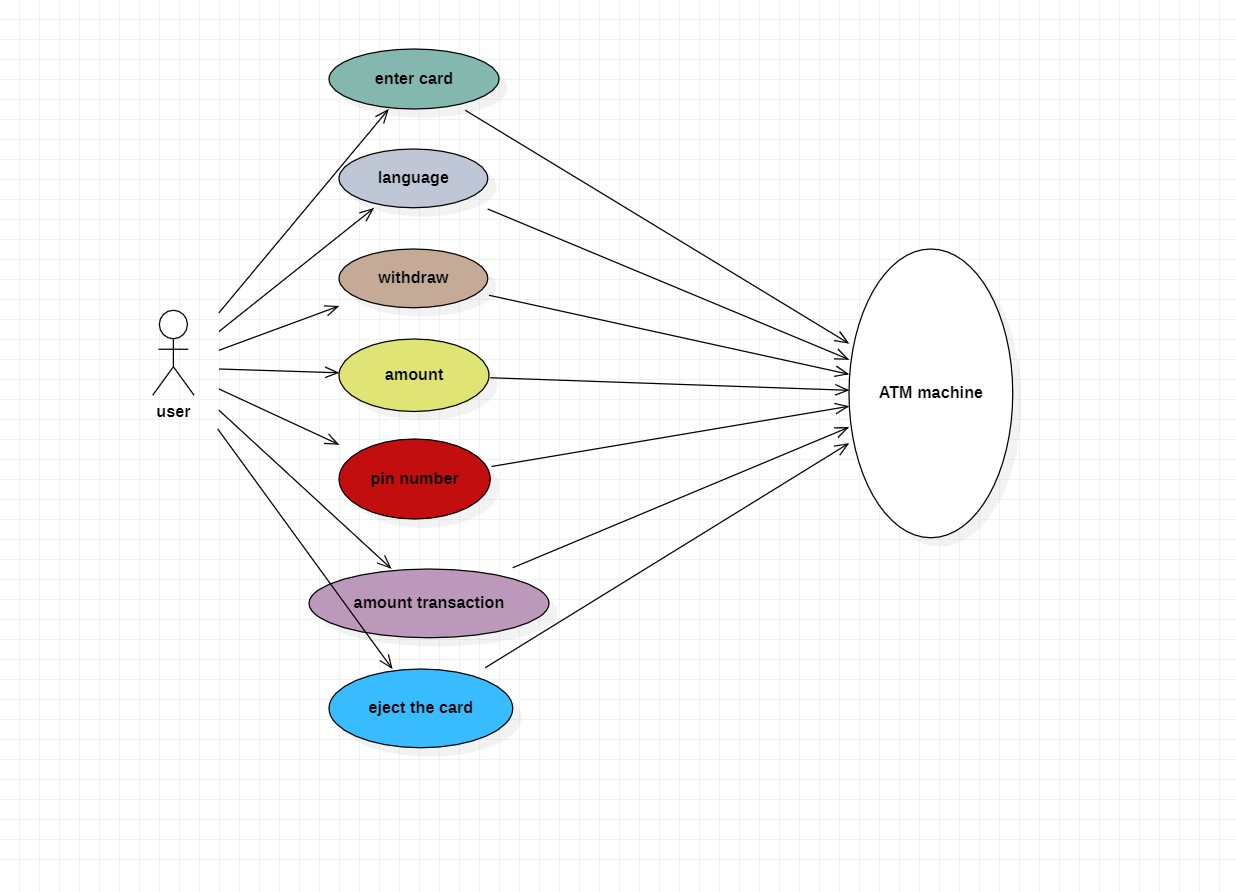 enter card
language
withdraw
amount
user
pin number
amount transaction
eject the card
ATM machine